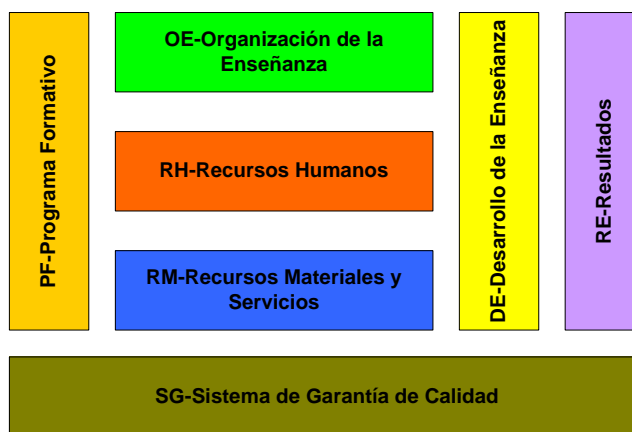 PF-Programa Formativo
OE-Organización de la
Enseñanza
RH-Recursos Humanos
RM-Recursos Materiales y
Servicios
DE-Desarrollo de la Enseñanza
RE-Resultados
SG-Sistema de Garantía de Calidad